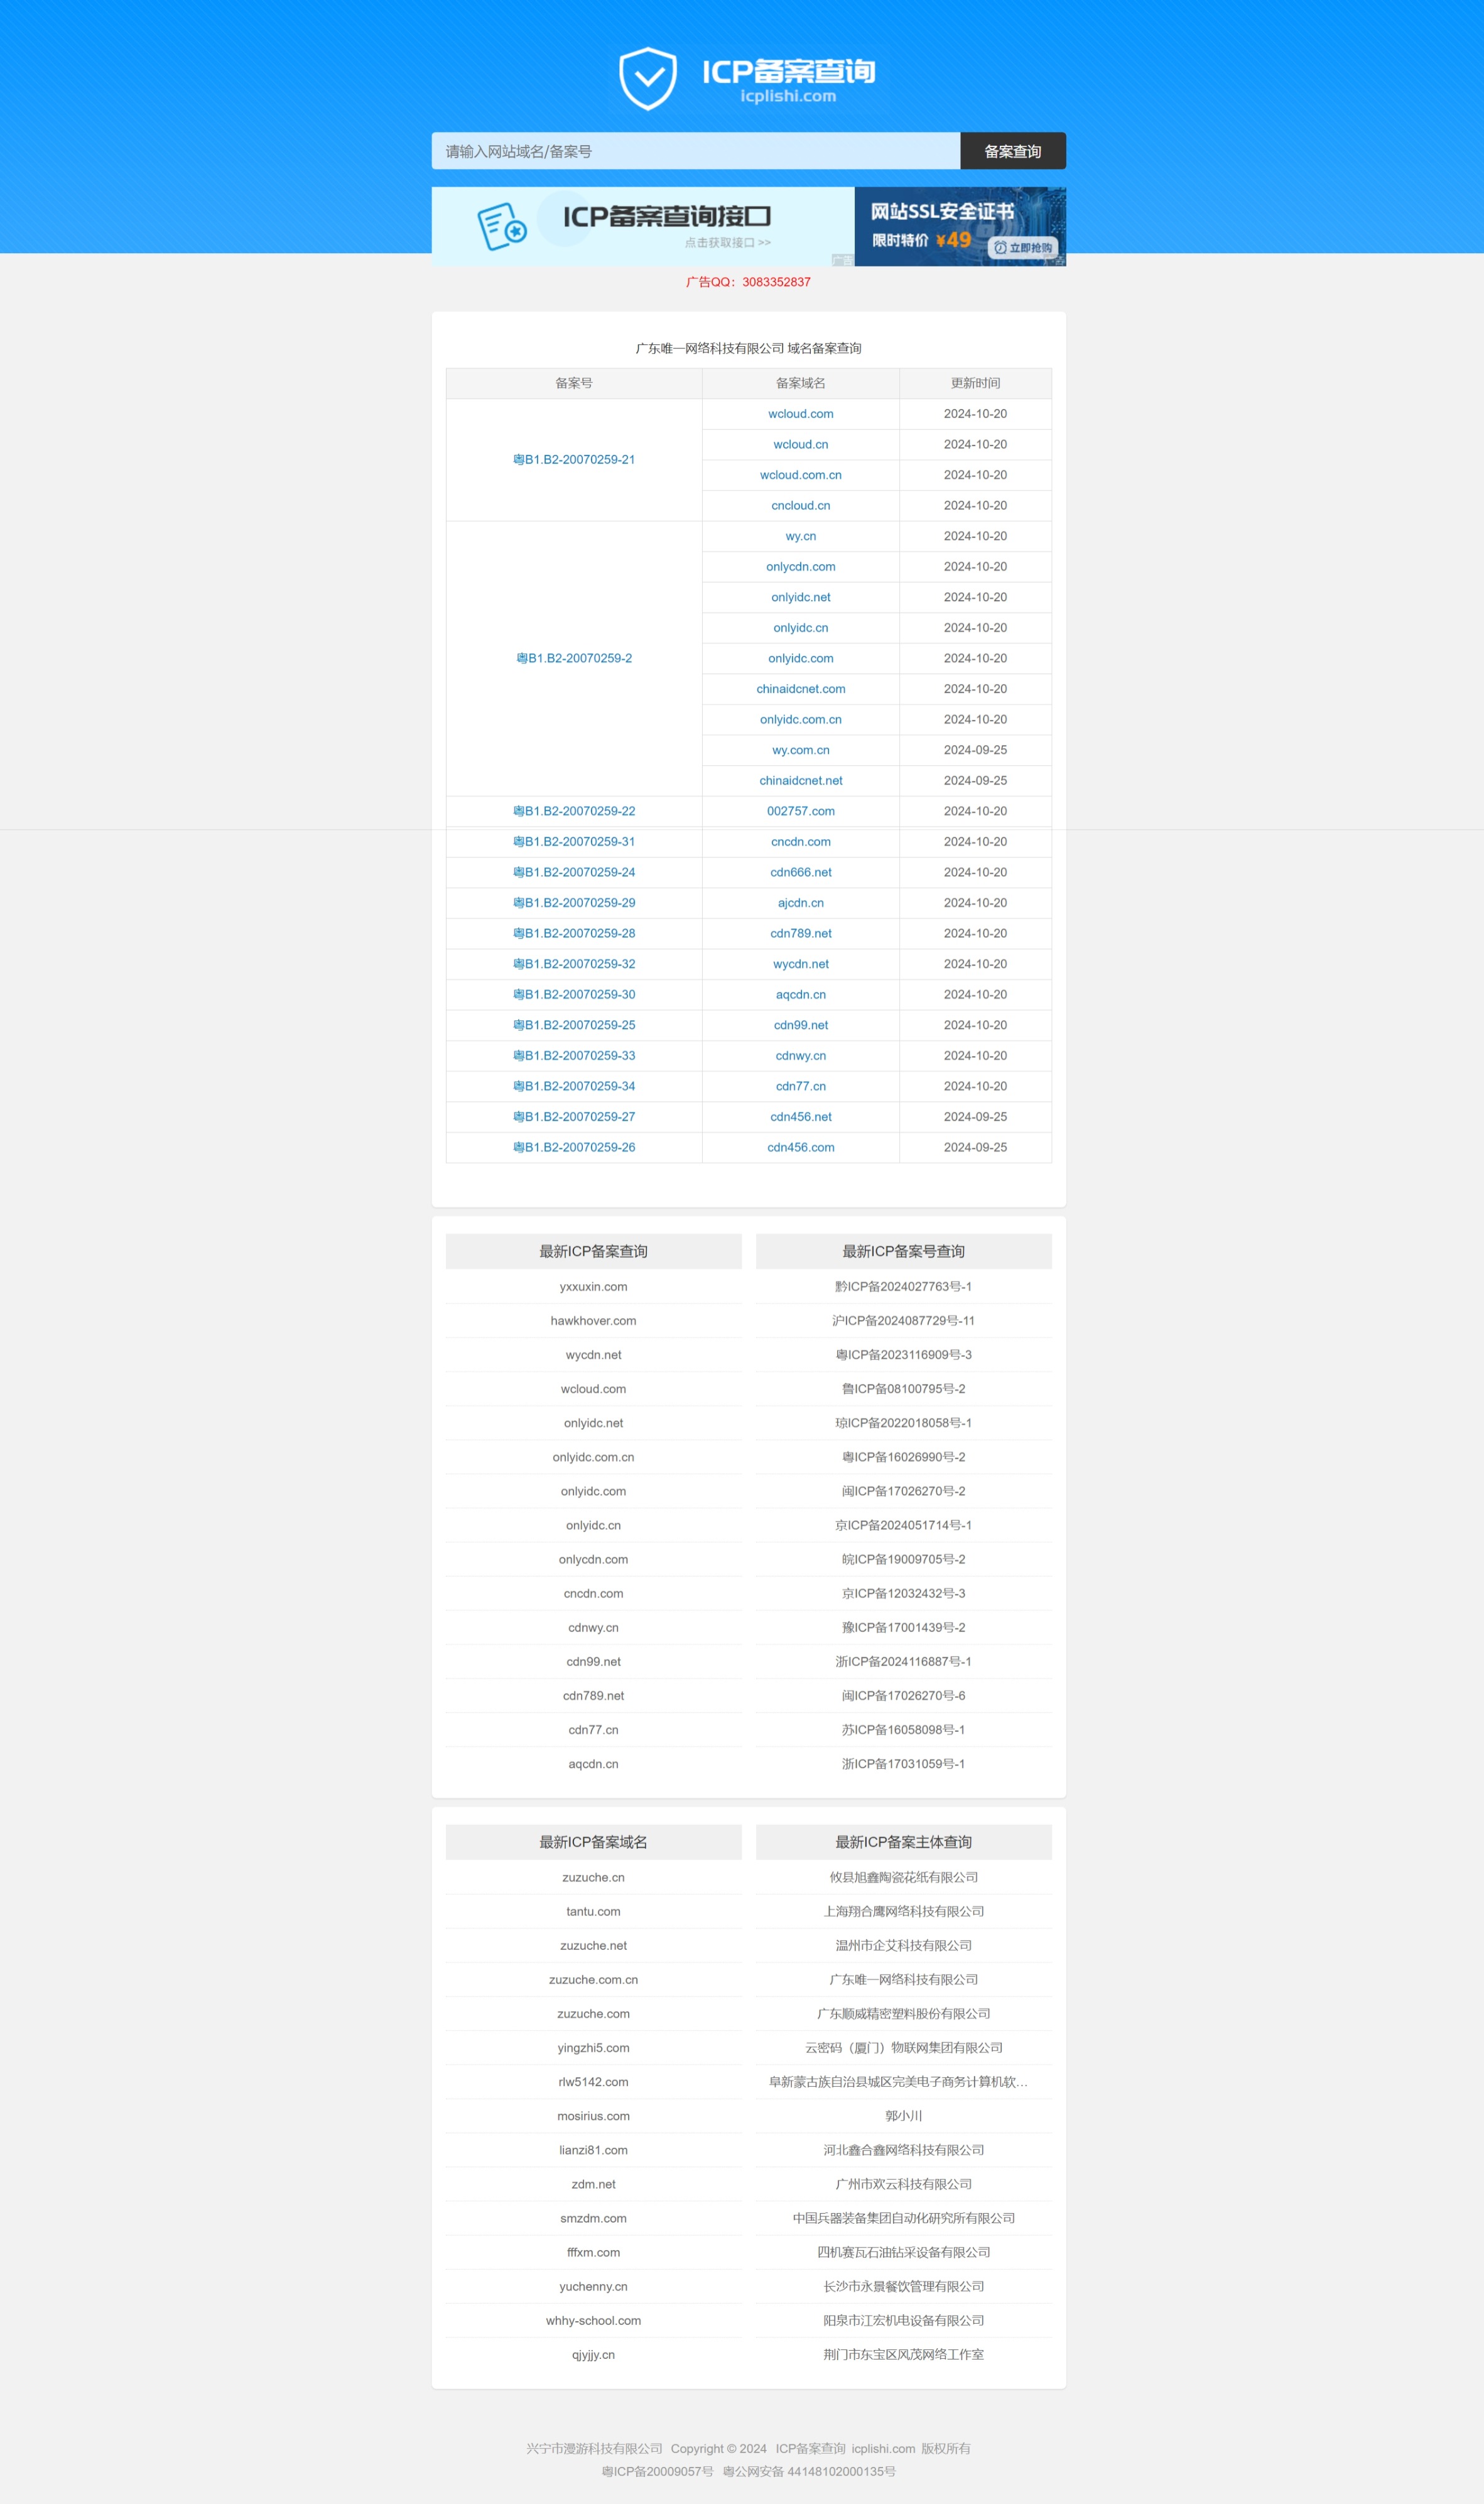 ICP备案查询
icplishi.com
请输入网站域名/备案号 备案查询
ICP备案查询接口
点击获取接口 >>
广告
网站SSL安全证书
限时特价 ¥49
立即抢购
广告QQ：3083352837
广东唯一网络科技有限公司 域名备案查询
备案号 备案域名 更新时间
粤B1.B2-20070259-21
wcloud.com 2024-10-20
wcloud.cn 2024-10-20
wcloud.com.cn 2024-10-20
cncloud.cn 2024-10-20
粤B1.B2-20070259-2
wy.cn 2024-10-20
onlycdn.com 2024-10-20
onlyidc.net 2024-10-20
onlyidc.cn 2024-10-20
onlyidc.com 2024-10-20
chinaidcnet.com 2024-10-20
onlyidc.com.cn 2024-10-20
wy.com.cn 2024-09-25
chinaidcnet.net 2024-09-25
粤B1.B2-20070259-22 002757.com 2024-10-20
粤B1.B2-20070259-31 cncdn.com 2024-10-20
粤B1.B2-20070259-24 cdn666.net 2024-10-20
粤B1.B2-20070259-29 ajcdn.cn 2024-10-20
粤B1.B2-20070259-28 cdn789.net 2024-10-20
粤B1.B2-20070259-32 wycdn.net 2024-10-20
粤B1.B2-20070259-30 aqcdn.cn 2024-10-20
粤B1.B2-20070259-25 cdn99.net 2024-10-20
粤B1.B2-20070259-33 cdnwy.cn 2024-10-20
粤B1.B2-20070259-34 cdn77.cn 2024-10-20
粤B1.B2-20070259-27 cdn456.net 2024-09-25
粤B1.B2-20070259-26 cdn456.com 2024-09-25
最新ICP备案查询
yxxuxin.com
hawkhover.com
wycdn.net
wcloud.com
onlyidc.net
onlyidc.com.cn
onlyidc.com
onlyidc.cn
onlycdn.com
cncdn.com
cdnwy.cn
cdn99.net
cdn789.net
cdn77.cn
aqcdn.cn
最新ICP备案号查询
黔ICP备2024027763号-1
沪ICP备2024087729号-11
粤ICP备2023116909号-3
鲁ICP备08100795号-2
琼ICP备2022018058号-1
粤ICP备16026990号-2
闽ICP备17026270号-2
京ICP备2024051714号-1
皖ICP备19009705号-2
京ICP备12032432号-3
豫ICP备17001439号-2
浙ICP备2024116887号-1
闽ICP备17026270号-6
苏ICP备16058098号-1
浙ICP备17031059号-1
最新ICP备案域名
zuzuche.cn
tantu.com
zuzuche.net
zuzuche.com.cn
zuzuche.com
yingzhi5.com
rlw5142.com
mosirius.com
lianzi81.com
zdm.net
smzdm.com
fffxm.com
yuchenny.cn
whhy-school.com
qjyjjy.cn
最新ICP备案主体查询
攸县旭鑫陶瓷花纸有限公司
上海翔合鹰网络科技有限公司
温州市企艾科技有限公司
广东唯一网络科技有限公司
广东顺威精密塑料股份有限公司
云密码（厦门）物联网集团有限公司
阜新蒙古族自治县城区完美电子商务计算机软...
郭小川
河北鑫合鑫网络科技有限公司
广州市欢云科技有限公司
中国兵器装备集团自动化研究所有限公司
四机赛瓦石油钻采设备有限公司
长沙市永景餐饮管理有限公司
阳泉市江宏机电设备有限公司
荆门市东宝区风茂网络工作室
兴宁市漫游科技有限公司 Copyright © 2024 ICP备案查询 icplishi.com 版权所有
粤ICP备20009057号 粤公网安备 44148102000135号